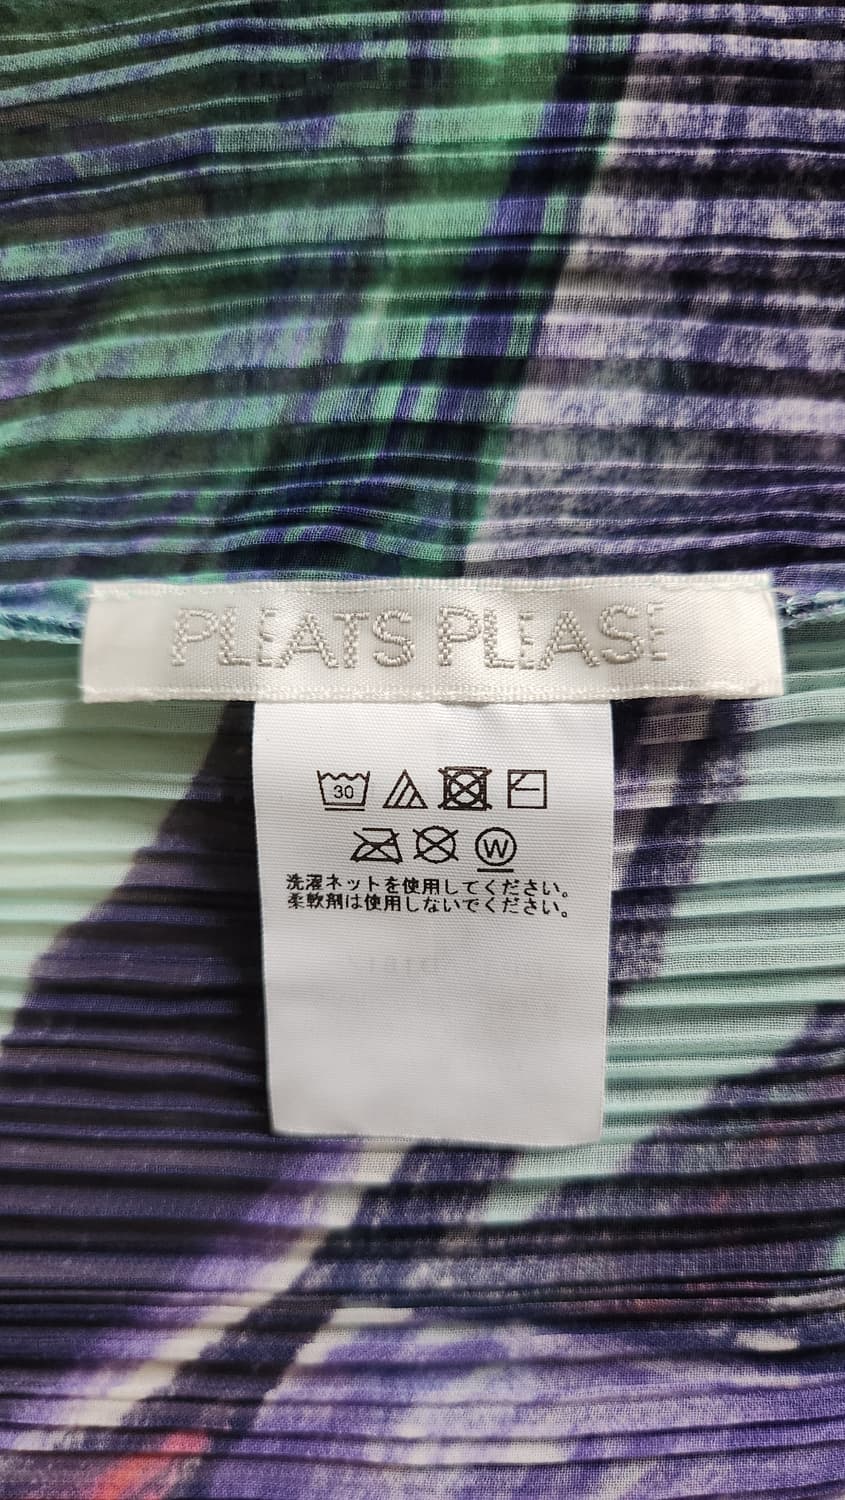 PLEATS PLEASE
30
W
洗濯ネットを使用してください。
柔軟剤は使用しないでください。